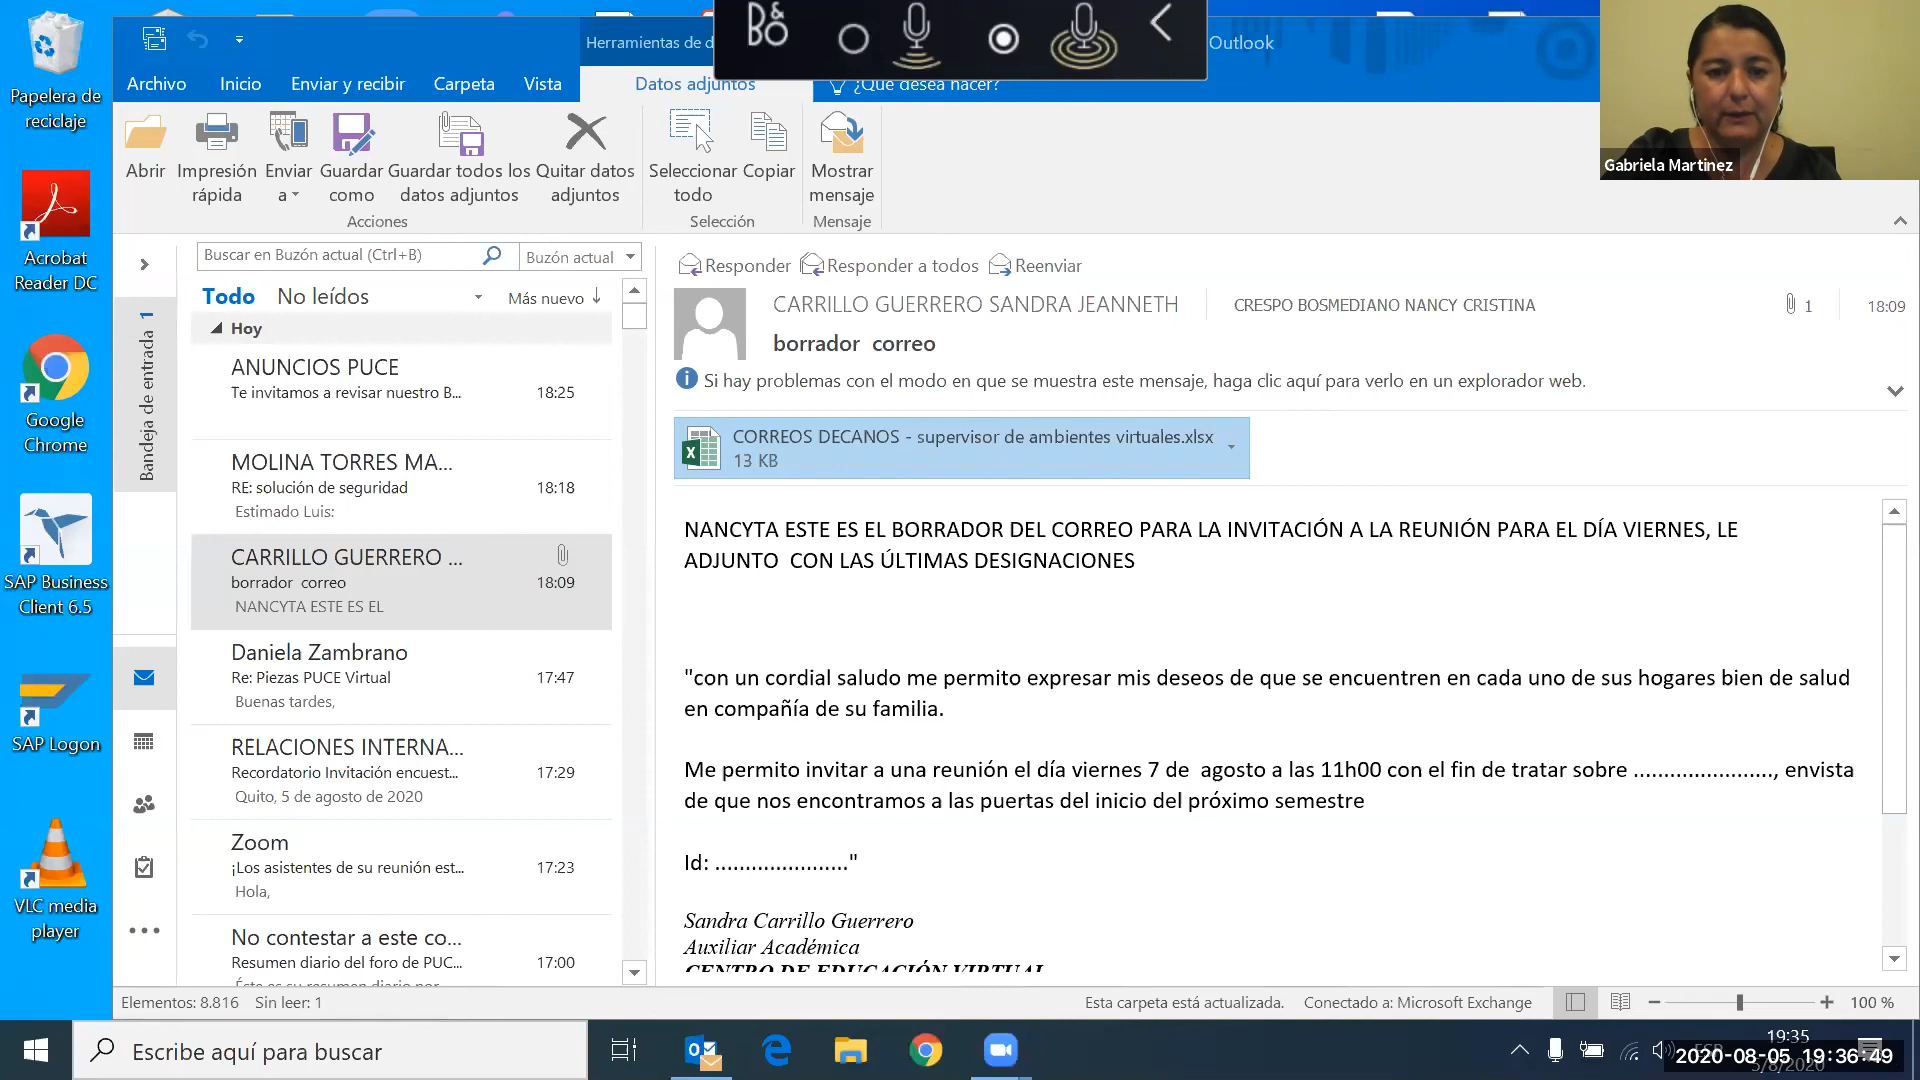 Papelera de
reciclaje
Acrobat
Reader DC
Google
Chrome
SAP Business
Client 6.5
SAP Logon
VLC media
player
Herramientas de d
Outlook
B&O
Archivo Inicio Enviar y recibir Carpeta Vista Datos adjuntos ¿Qué desea hacer?
Abrir
Impresión
rápida
Enviar
a
Guardar
como
Guardar todos los
datos adjuntos
Quitar datos
adjuntos
Seleccionar
todo
Copiar
Mostrar
mensaje
Acciones Selección Mensaje
Gabriela Martinez
Buscar en Buzón actual (Ctrl+B) Buzón actual
Todo No leídos Más nuevo
Bandeja de entrada 1
Hoy
ANUNCIOS PUCE
Te invitamos a revisar nuestro B... 18:25
MOLINA TORRES MA...
RE: solución de seguridad 18:18
Estimado Luis:
CARRILLO GUERRERO ...
borrador correo 18:09
NANCYTA ESTE ES EL
Daniela Zambrano
Re: Piezas PUCE Virtual 17:47
Buenas tardes,
RELACIONES INTERNA...
Recordatorio Invitación encuest... 17:29
Quito, 5 de agosto de 2020
Zoom
¡Los asistentes de su reunión est... 17:23
Hola,
No contestar a este co...
Resumen diario del foro de PUC... 17:00
Éste es su resumen diario por
Responder Responder a todos Reenviar
CARRILLO GUERRERO SANDRA JEANNETH CRESPO BOSMEDIANO NANCY CRISTINA 1 18:09
borrador correo
Si hay problemas con el modo en que se muestra este mensaje, haga clic aquí para verlo en un explorador web.
CORREOS DECANOS - supervisor de ambientes virtuales.xlsx
13 KB
NANCYTA ESTE ES EL BORRADOR DEL CORREO PARA LA INVITACIÓN A LA REUNIÓN PARA EL DÍA VIERNES, LE
ADJUNTO CON LAS ÚLTIMAS DESIGNACIONES
"con un cordial saludo me permito expresar mis deseos de que se encuentren en cada uno de sus hogares bien de salud
en compañía de su familia.
Me permito invitar a una reunión el día viernes 7 de agosto a las 11h00 con el fin de tratar sobre ......................., envista
de que nos encontramos a las puertas del inicio del próximo semestre
Id: ......................"
Sandra Carrillo Guerrero
Auxiliar Académica
CENTRO DE EDUCACIÓN VIRTUAL
Elementos: 8.816 Sin leer: 1 Esta carpeta está actualizada. Conectado a: Microsoft Exchange 100 %
Escribe aquí para buscar
19:35
2020-08-05 19:36:49
5/8/2020